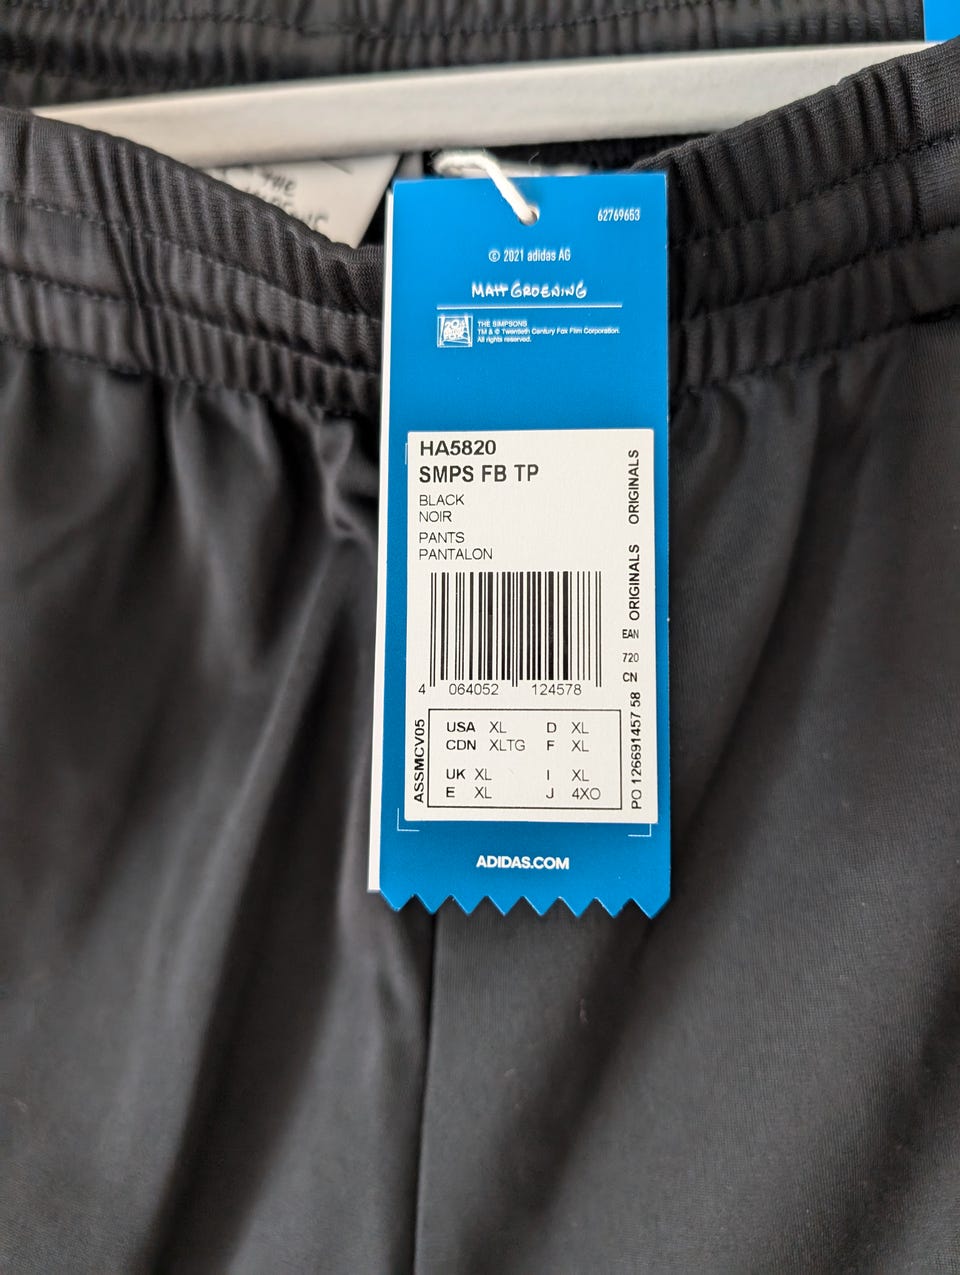 THE
62769653
© 2021 adidas AG
MATT GROENING
THE SIMPSONS
TM & © Twentieth Century Fox Film Corporation.
All rights reserved.
HA5820
SMPS FB TP
BLACK
NOIR
PANTS
PANTALON
ORIGINALS
ORIGINALS
EAN
720
CN
PO 126691457 58
4 064052 124578
ASSMCV05
USA XL D XL
CDN XLTG F XL
UK XL I XL
E XL J 4XO
ADIDAS.COM